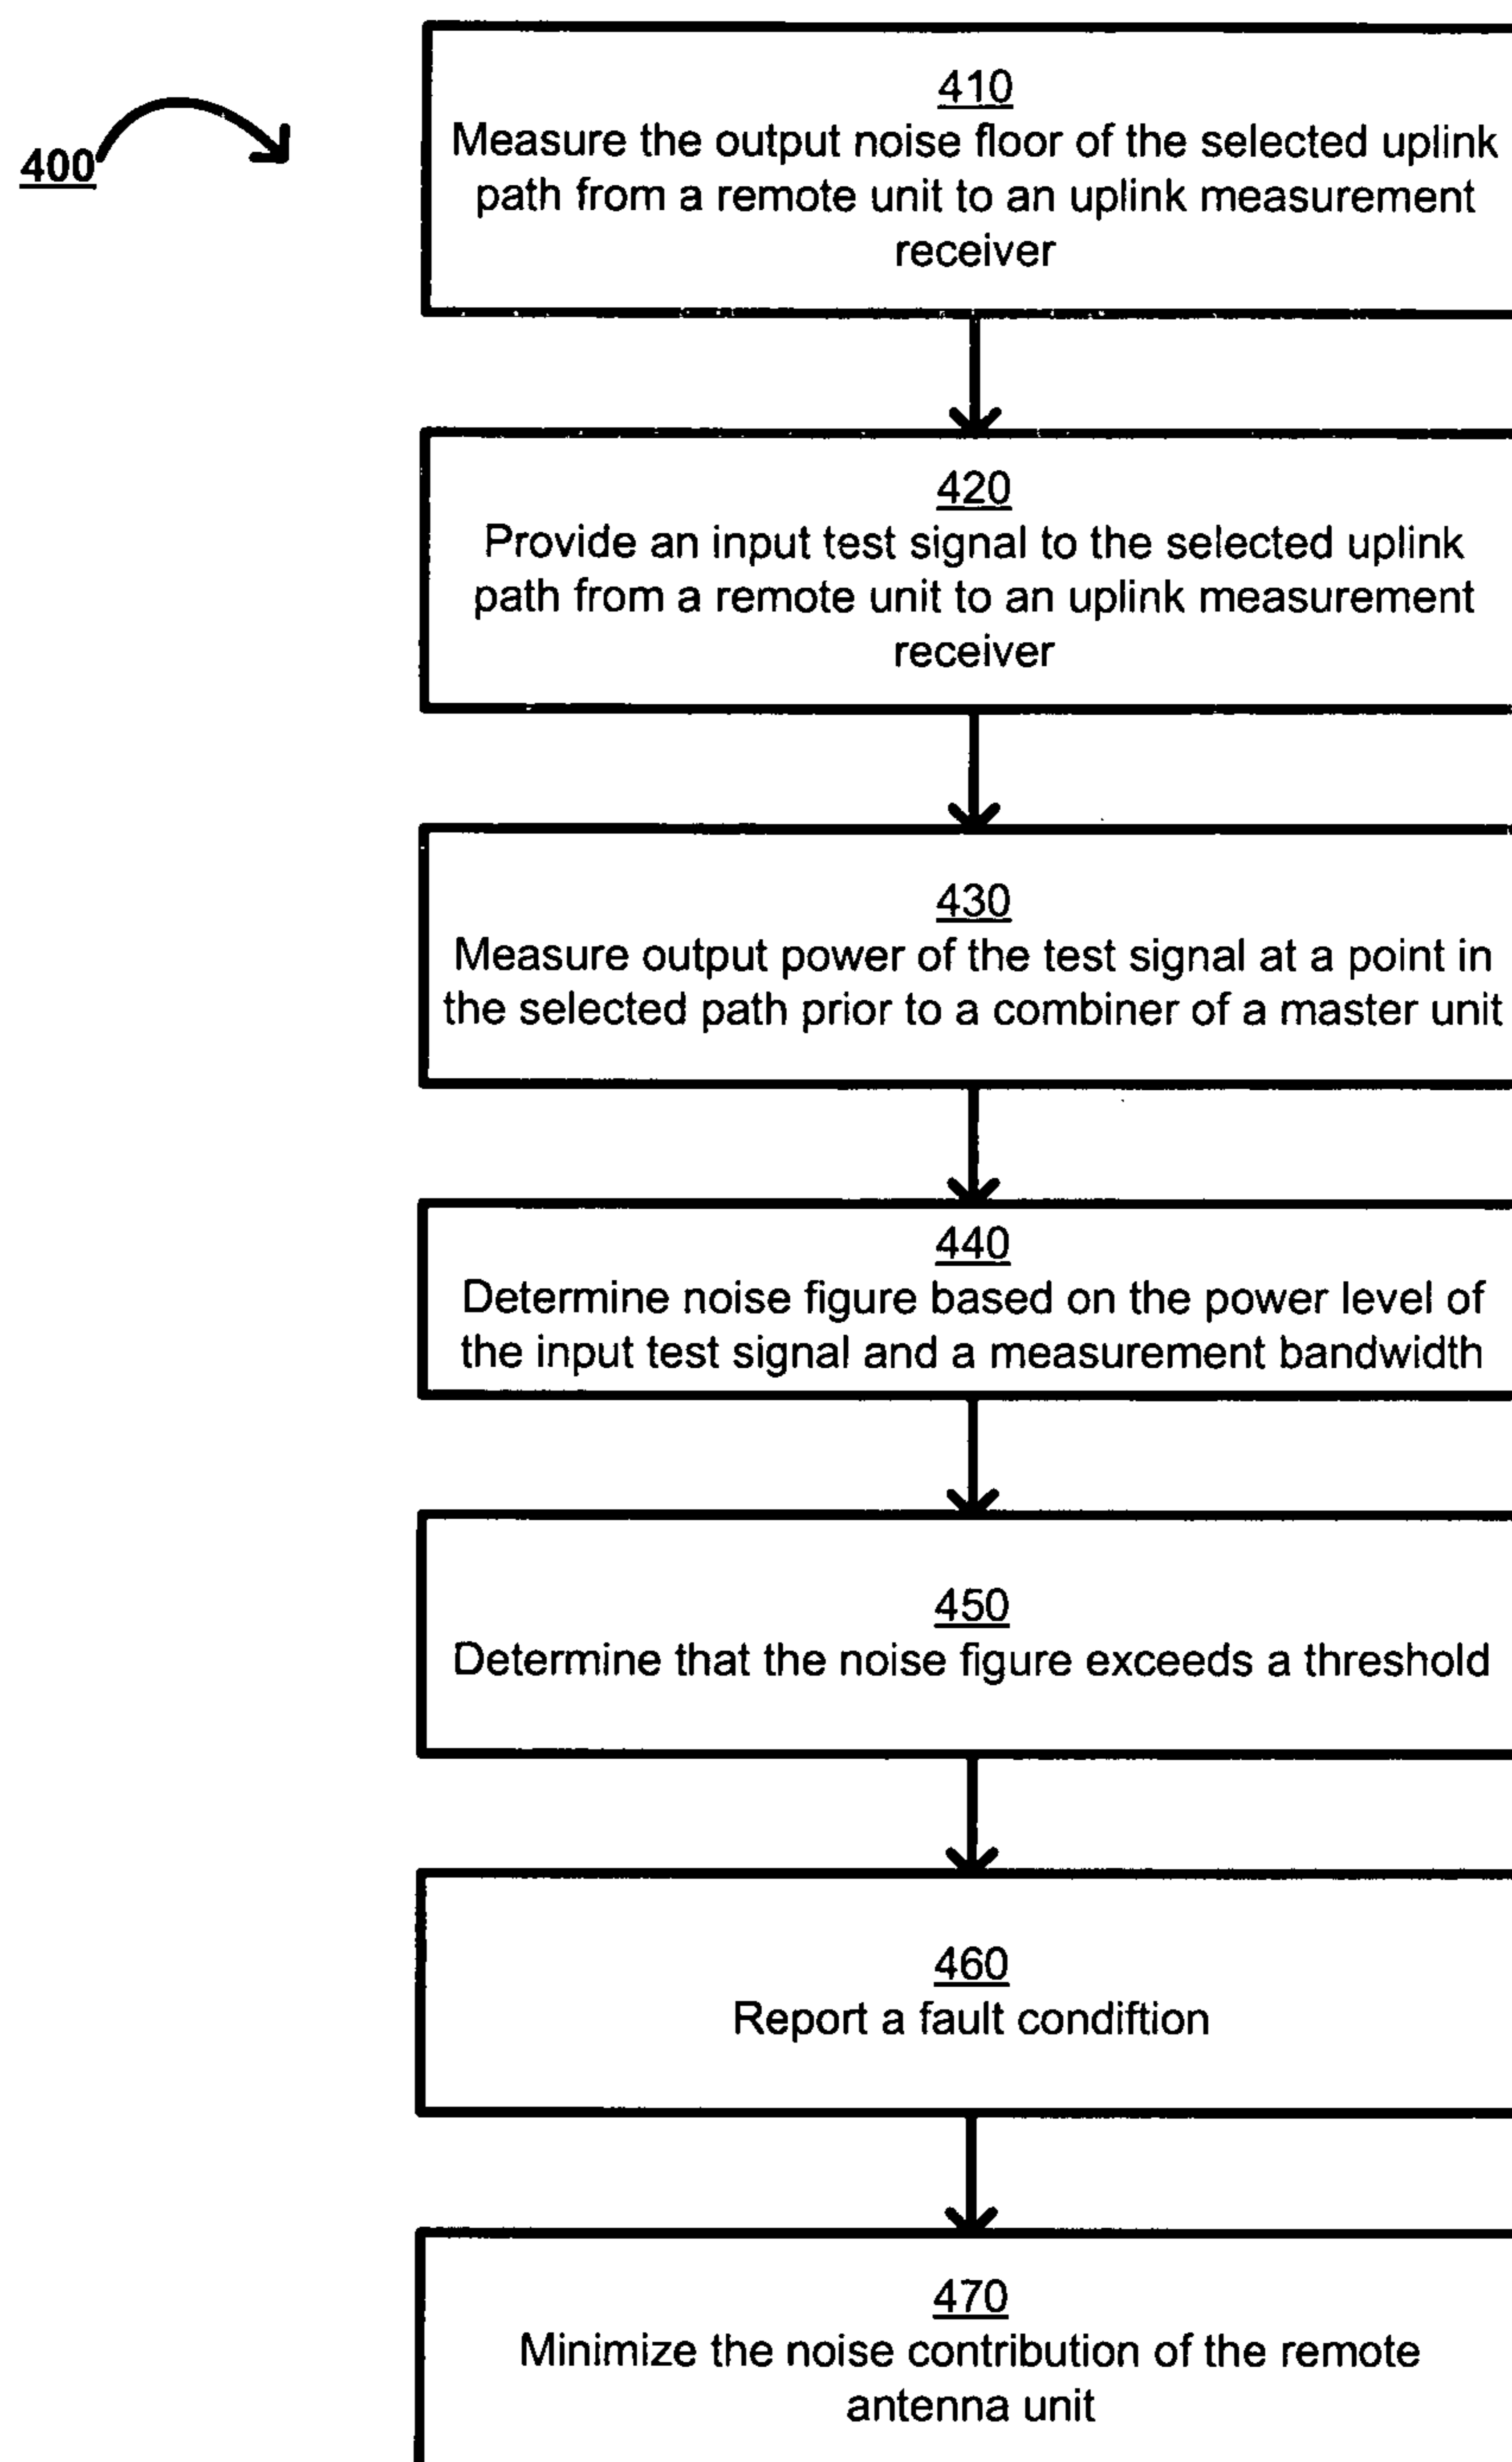 400
410
Measure the output noise floor of the selected uplink
path from a remote unit to an uplink measurement
receiver
420
Provide an input test signal to the selected uplink
path from a remote unit to an uplink measurement
receiver
430
Measure output power of the test signal at a point in
the selected path prior to a combiner of a master unit
440
Determine noise figure based on the power level of
the input test signal and a measurement bandwidth
450
Determine that the noise figure exceeds a threshold
460
Report a fault condiftion
470
Minimize the noise contribution of the remote
antenna unit